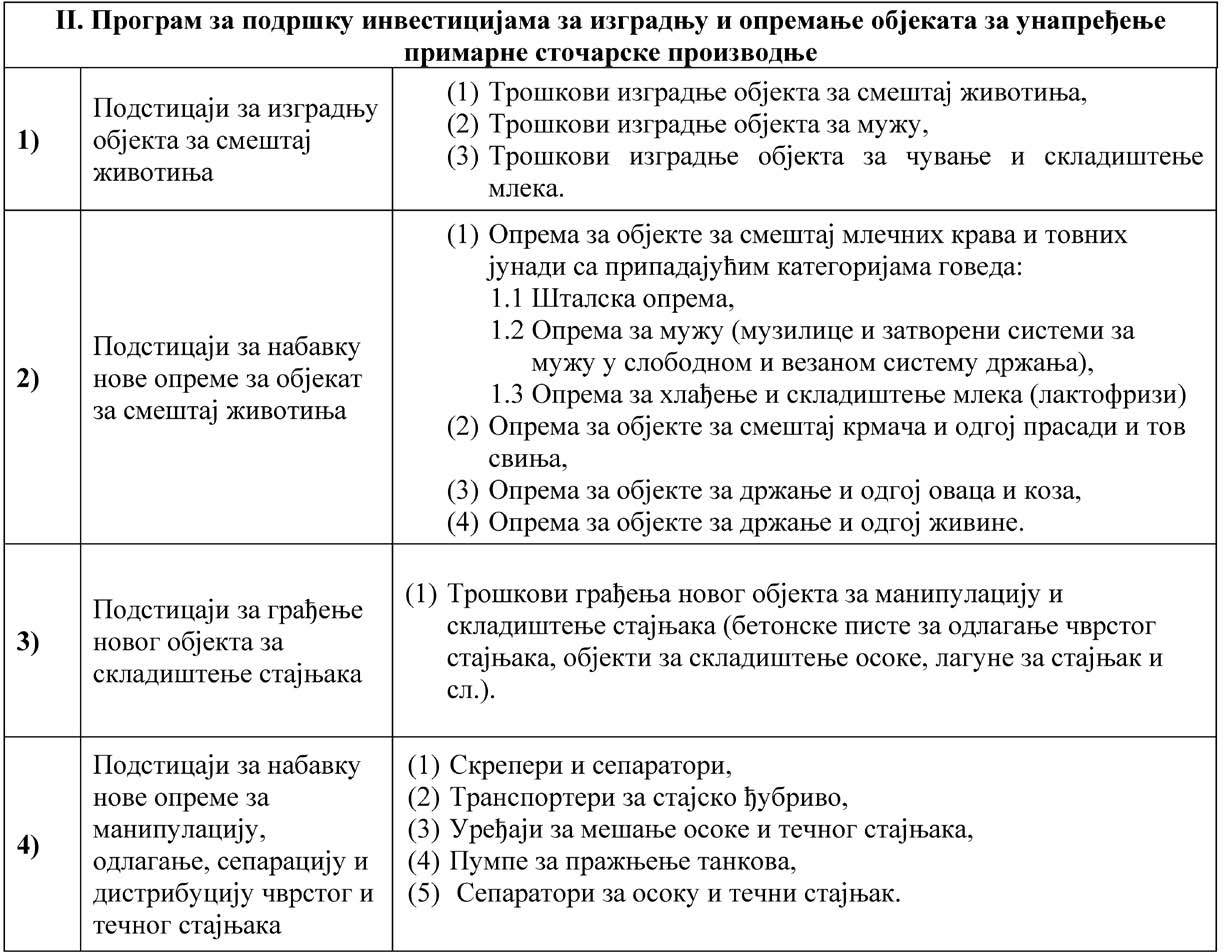 II. Програм за подршку инвестицијама за изградњу и опремање објеката за унапређење
примарне сточарске производње
1)
Подстицаји за изградњу
објекта за смештај
животиња
(1) Трошкови изградње објекта за смештај животиња,
(2) Трошкови изградње објекта за мужу,
(3) Трошкови изградње објекта за чување и складиштење
млека.
2)
Подстицаји за набавку
нове опреме за објекат
за смештај животиња
(1) Опрема за објекте за смештај млечних крава и товних
јунади са припадајућим категоријама говеда:
1.1 Шталска опрема,
1.2 Опрема за мужу (музилице и затворени системи за
мужу у слободном и везаном систему држања),
1.3 Опрема за хлађење и складиштење млека (лактофризи)
(2) Опрема за објекте за смештај крмача и одгој прасади и тов
свиња,
(3) Опрема за објекте за држање и одгој оваца и коза,
(4) Опрема за објекте за држање и одгој живине.
3)
Подстицаји за грађење
новог објекта за
складиштење стајњака
(1) Трошкови грађења новог објекта за манипулацију и
складиштење стајњака (бетонске писте за одлагање чврстог
стајњака, објекти за складиштење осоке, лагуне за стајњак и
сл.).
4)
Подстицаји за набавку
нове опреме за
манипулацију,
одлагање, сепарацију и
дистрибуцију чврстог и
течног стајњака
(1) Скрепери и сепаратори,
(2) Транспортери за стајско ђубриво,
(3) Уређаји за мешање осоке и течног стајњака,
(4) Пумпе за пражњење танкова,
(5) Сепаратори за осоку и течни стајњак.